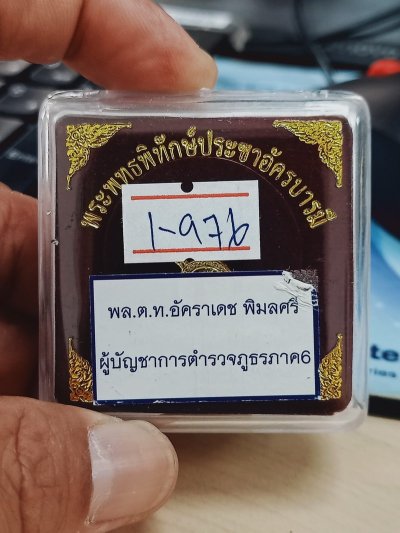 พระพุทธพิทักษ์ประชาอัครบารมี
1-976
พล.ต.ท.อัคราเดช พิมลศรี
ผู้บัญชาการตำรวจภูธรภาค6
te